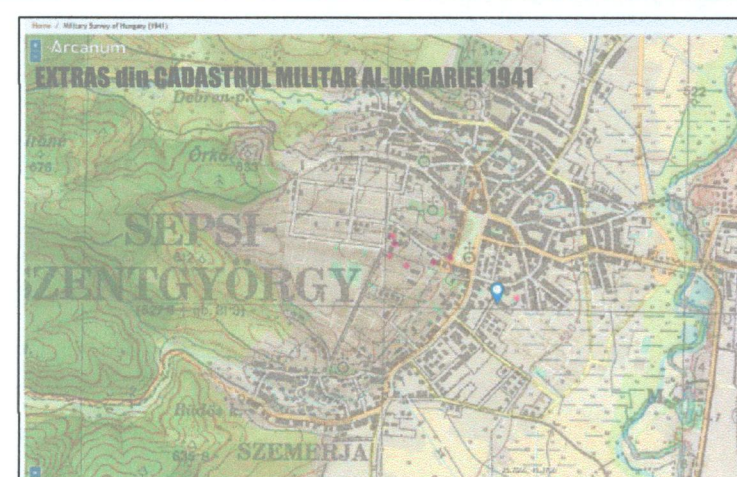 Home / Military Survey of Hungary (1941)
Arcanum
EXTRAS din CADASTRUL MILITAR AL UNGARIEI 1941
Debren-p.
522
Őrkő
SEPSI-
SZENTGYÖRGY
Büdös
SZEMERJA
M